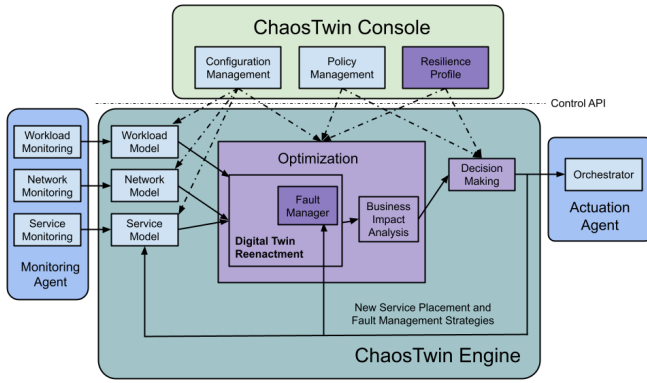 ChaosTwin Console
Configuration
Management
Policy
Management
Resilience
Profile
Control API
Workload
Monitoring
Network
Monitoring
Service
Monitoring
Monitoring
Agent
Workload
Model
Network
Model
Service
Model
Optimization
Fault
Manager
Digital Twin
Reenactment
Business
Impact
Analysis
Decision
Making
Orchestrator
Actuation
Agent
New Service Placement and
Fault Management Strategies
ChaosTwin Engine